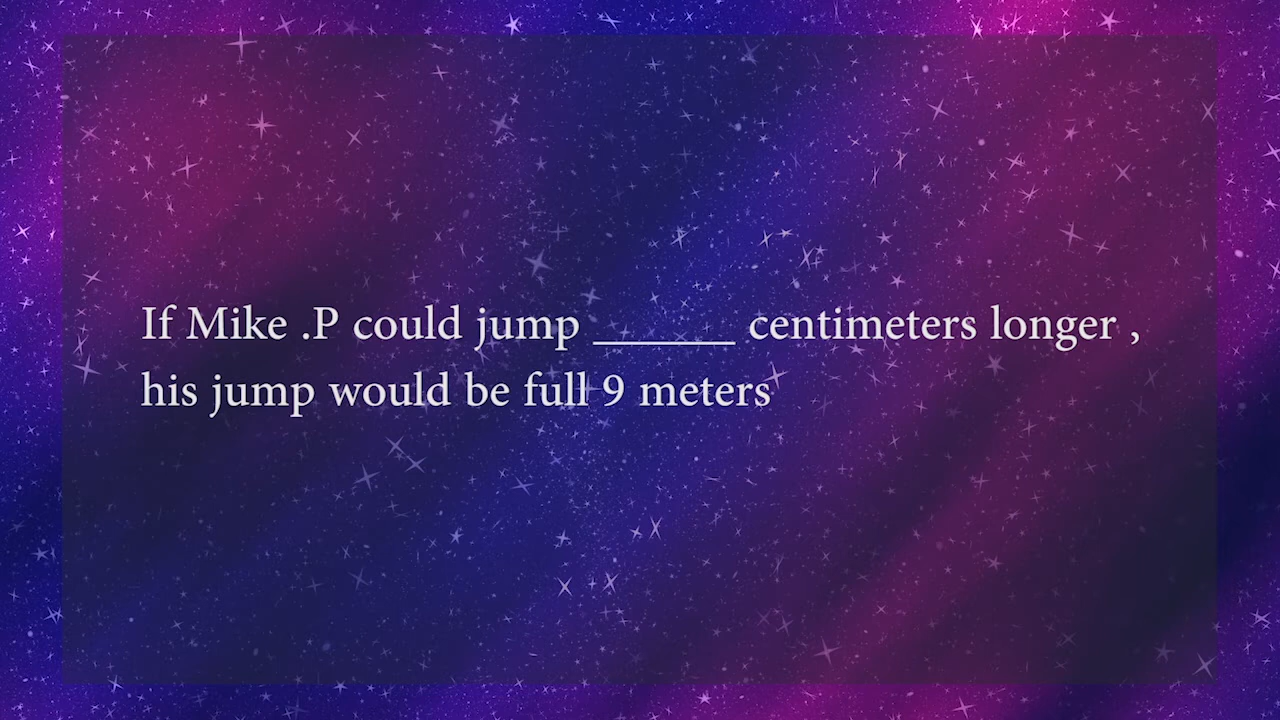 If Mike .P could jump ______ centimeters longer ,
his jump would be full 9 meters